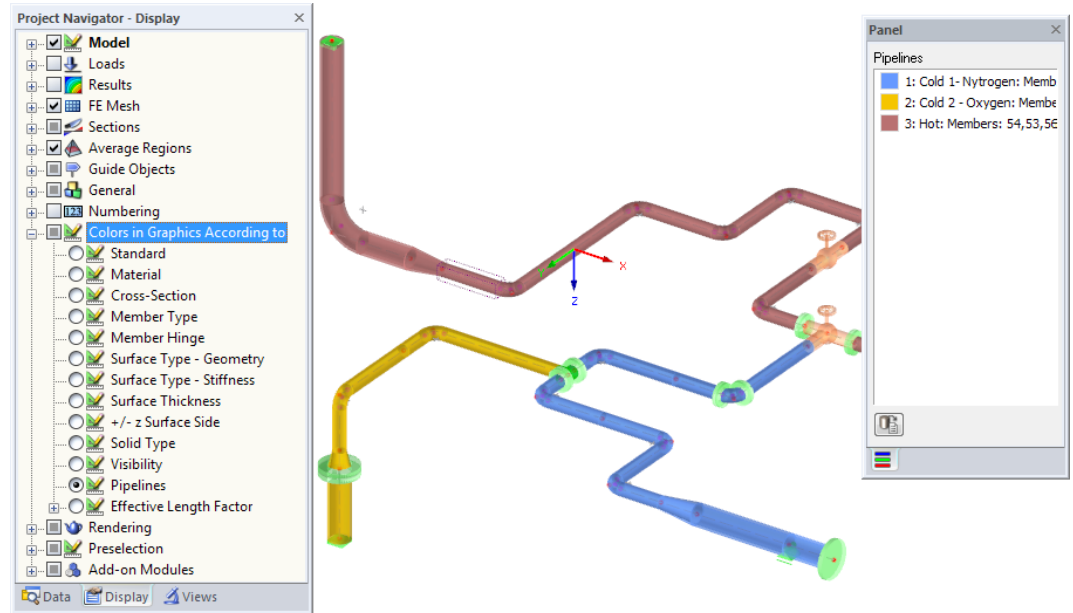 Project Navigator - Display
Model
Loads
Results
FE Mesh
Sections
Average Regions
Guide Objects
General
123 Numbering
Colors in Graphics According to
Standard
Material
Cross-Section
Member Type
Member Hinge
Surface Type - Geometry
Surface Type - Stiffness
Surface Thickness
+/- z Surface Side
Solid Type
Visibility
Pipelines
Effective Length Factor
Rendering
Preselection
Add-on Modules
Data Display Views
X
Y
Z
Panel
Pipelines
1: Cold 1- Nytrogen: Memb
2: Cold 2 - Oxygen: Membe
3: Hot: Members: 54,53,56